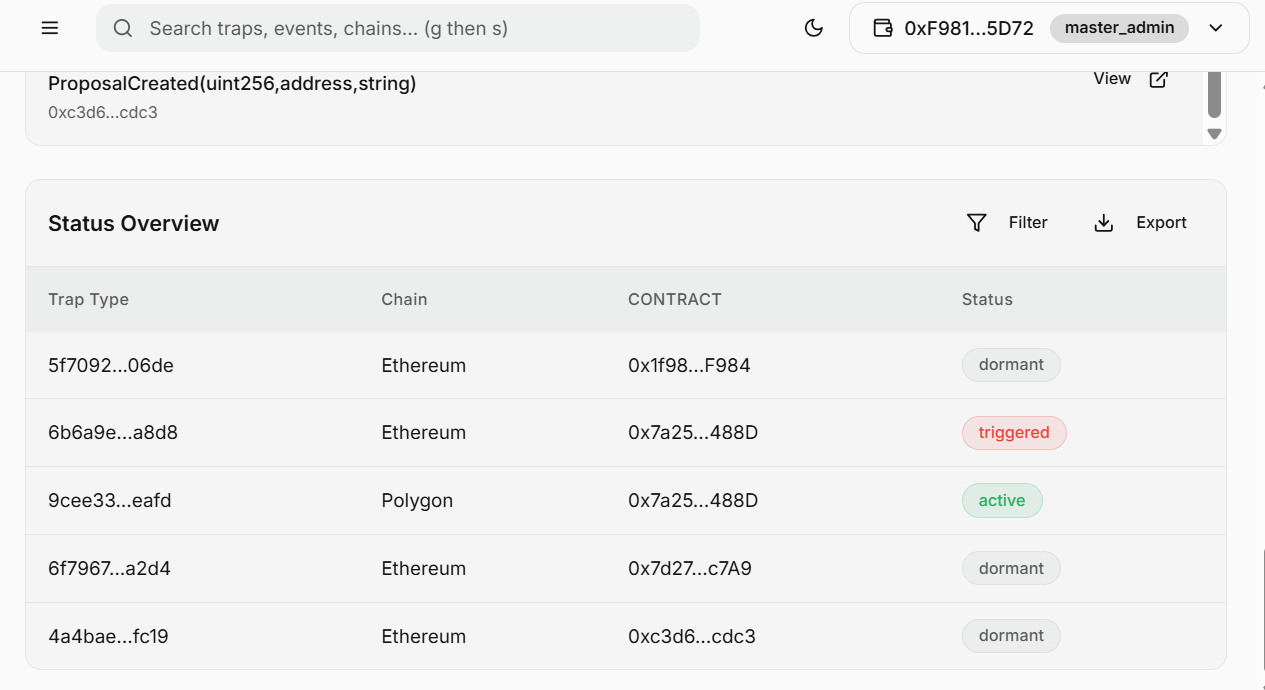 Search traps, events, chains... (g then s)
0xF981...5D72
master_admin
ProposalCreated(uint256,address,string)
View
0xc3d6...cdc3
Status Overview
Filter
Export
Trap Type Chain CONTRACT Status
5f7092...06de Ethereum 0x1f98...F984 dormant
6b6a9e...a8d8 Ethereum 0x7a25...488D triggered
9cee33...eafd Polygon 0x7a25...488D active
6f7967...a2d4 Ethereum 0x7d27...c7A9 dormant
4a4bae...fc19 Ethereum 0xc3d6...cdc3 dormant